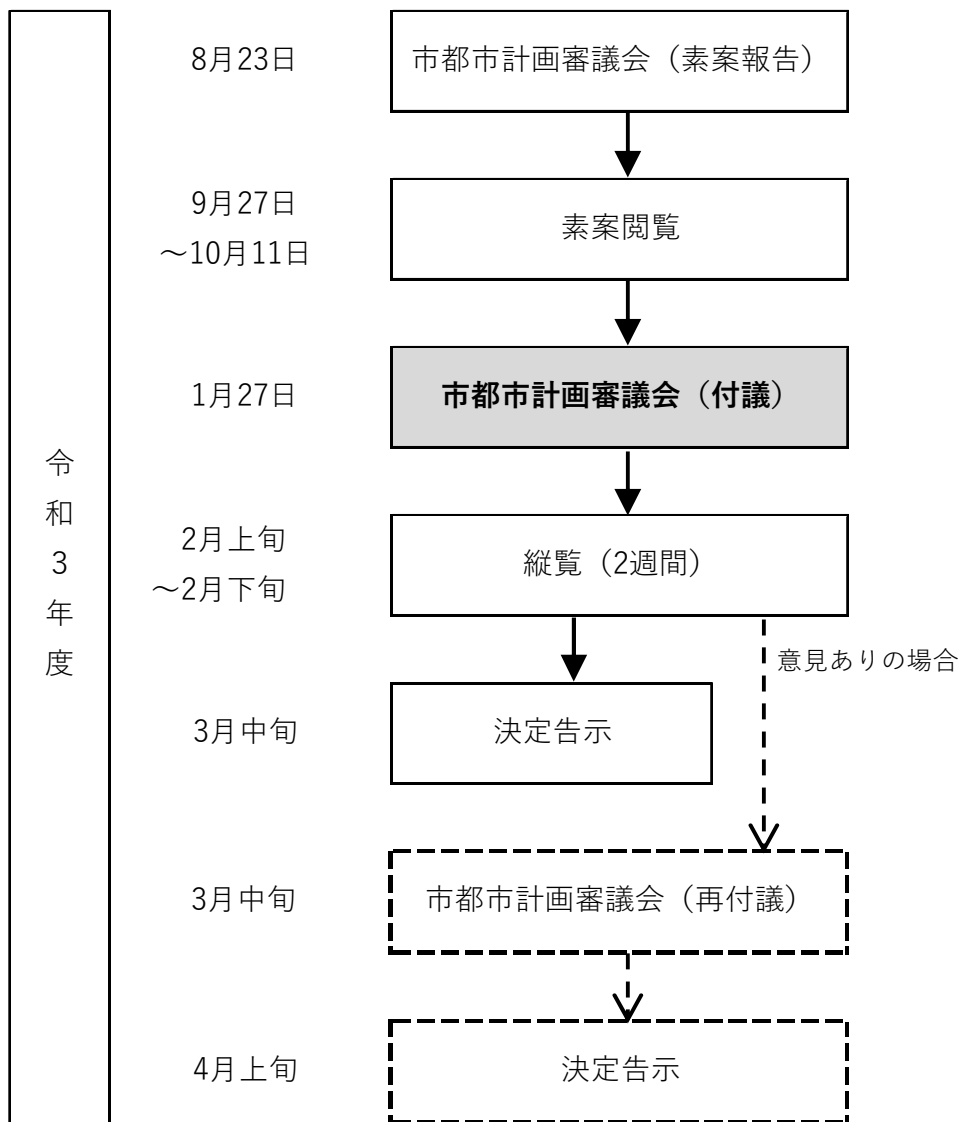 令和3年度
8月23日
市都市計画審議会（素案報告）
9月27日
～10月11日
素案閲覧
1月27日
市都市計画審議会（付議）
2月上旬
～2月下旬
縦覧（2週間）
意見ありの場合
3月中旬
決定告示
3月中旬
市都市計画審議会（再付議）
4月上旬
決定告示